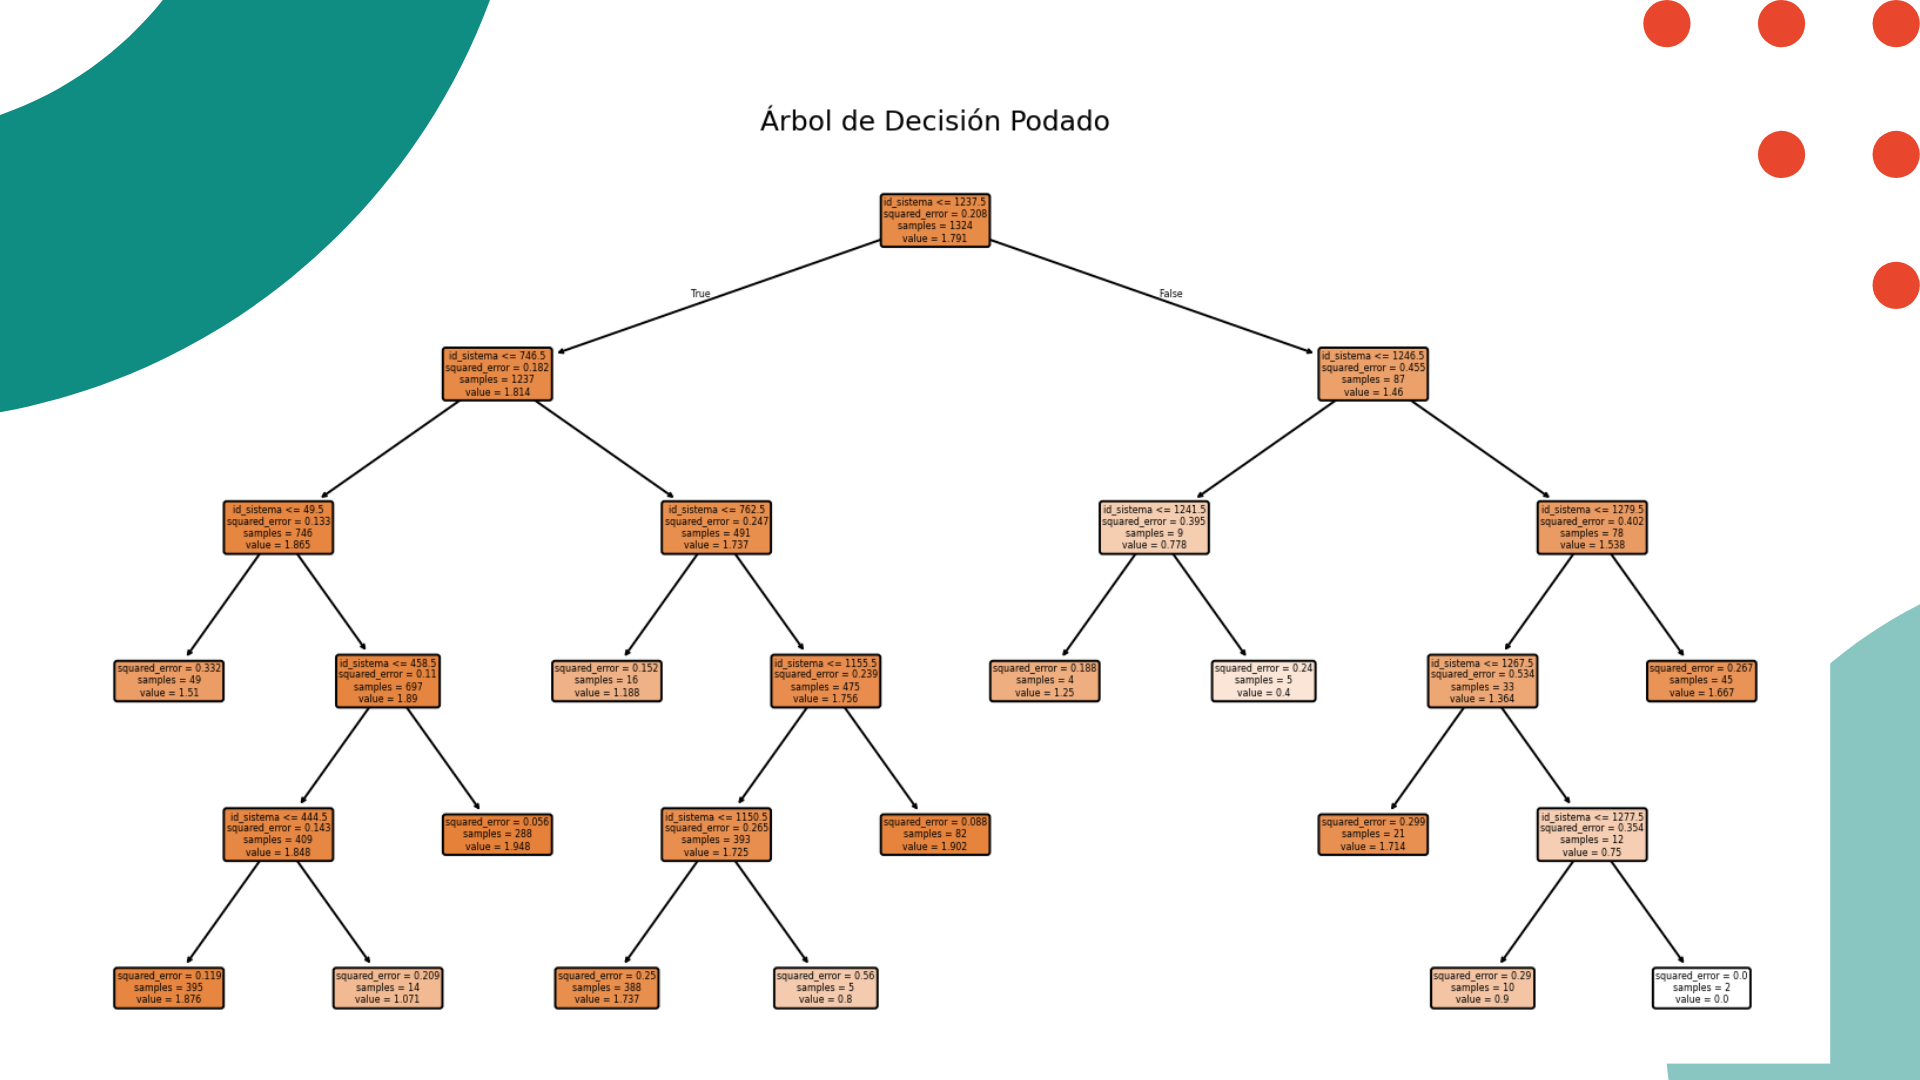 Árbol de Decisión Podado
id_sistema <= 1237.5
squared_error = 0.208
samples = 1324
value = 1.791
True
False
id_sistema <= 746.5
squared_error = 0.182
samples = 1237
value = 1.814
id_sistema <= 1246.5
squared_error = 0.455
samples = 87
value = 1.46
id_sistema <= 49.5
squared_error = 0.133
samples = 746
value = 1.865
id_sistema <= 762.5
squared_error = 0.247
samples = 491
value = 1.737
id_sistema <= 1241.5
squared_error = 0.395
samples = 9
value = 0.778
id_sistema <= 1279.5
squared_error = 0.402
samples = 78
value = 1.538
squared_error = 0.332
samples = 49
value = 1.51
id_sistema <= 458.5
squared_error = 0.11
samples = 697
value = 1.89
squared_error = 0.152
samples = 16
value = 1.188
id_sistema <= 1155.5
squared_error = 0.239
samples = 475
value = 1.756
squared_error = 0.188
samples = 4
value = 1.25
squared_error = 0.24
samples = 5
value = 0.4
id_sistema <= 1267.5
squared_error = 0.534
samples = 33
value = 1.364
squared_error = 0.267
samples = 45
value = 1.667
id_sistema <= 444.5
squared_error = 0.143
samples = 409
value = 1.848
squared_error = 0.056
samples = 288
value = 1.948
id_sistema <= 1150.5
squared_error = 0.265
samples = 393
value = 1.725
squared_error = 0.088
samples = 82
value = 1.902
squared_error = 0.299
samples = 21
value = 1.714
id_sistema <= 1277.5
squared_error = 0.354
samples = 12
value = 0.75
squared_error = 0.119
samples = 395
value = 1.876
squared_error = 0.209
samples = 14
value = 1.071
squared_error = 0.25
samples = 388
value = 1.737
squared_error = 0.56
samples = 5
value = 0.8
squared_error = 0.29
samples = 10
value = 0.9
squared_error = 0.0
samples = 2
value = 0.0